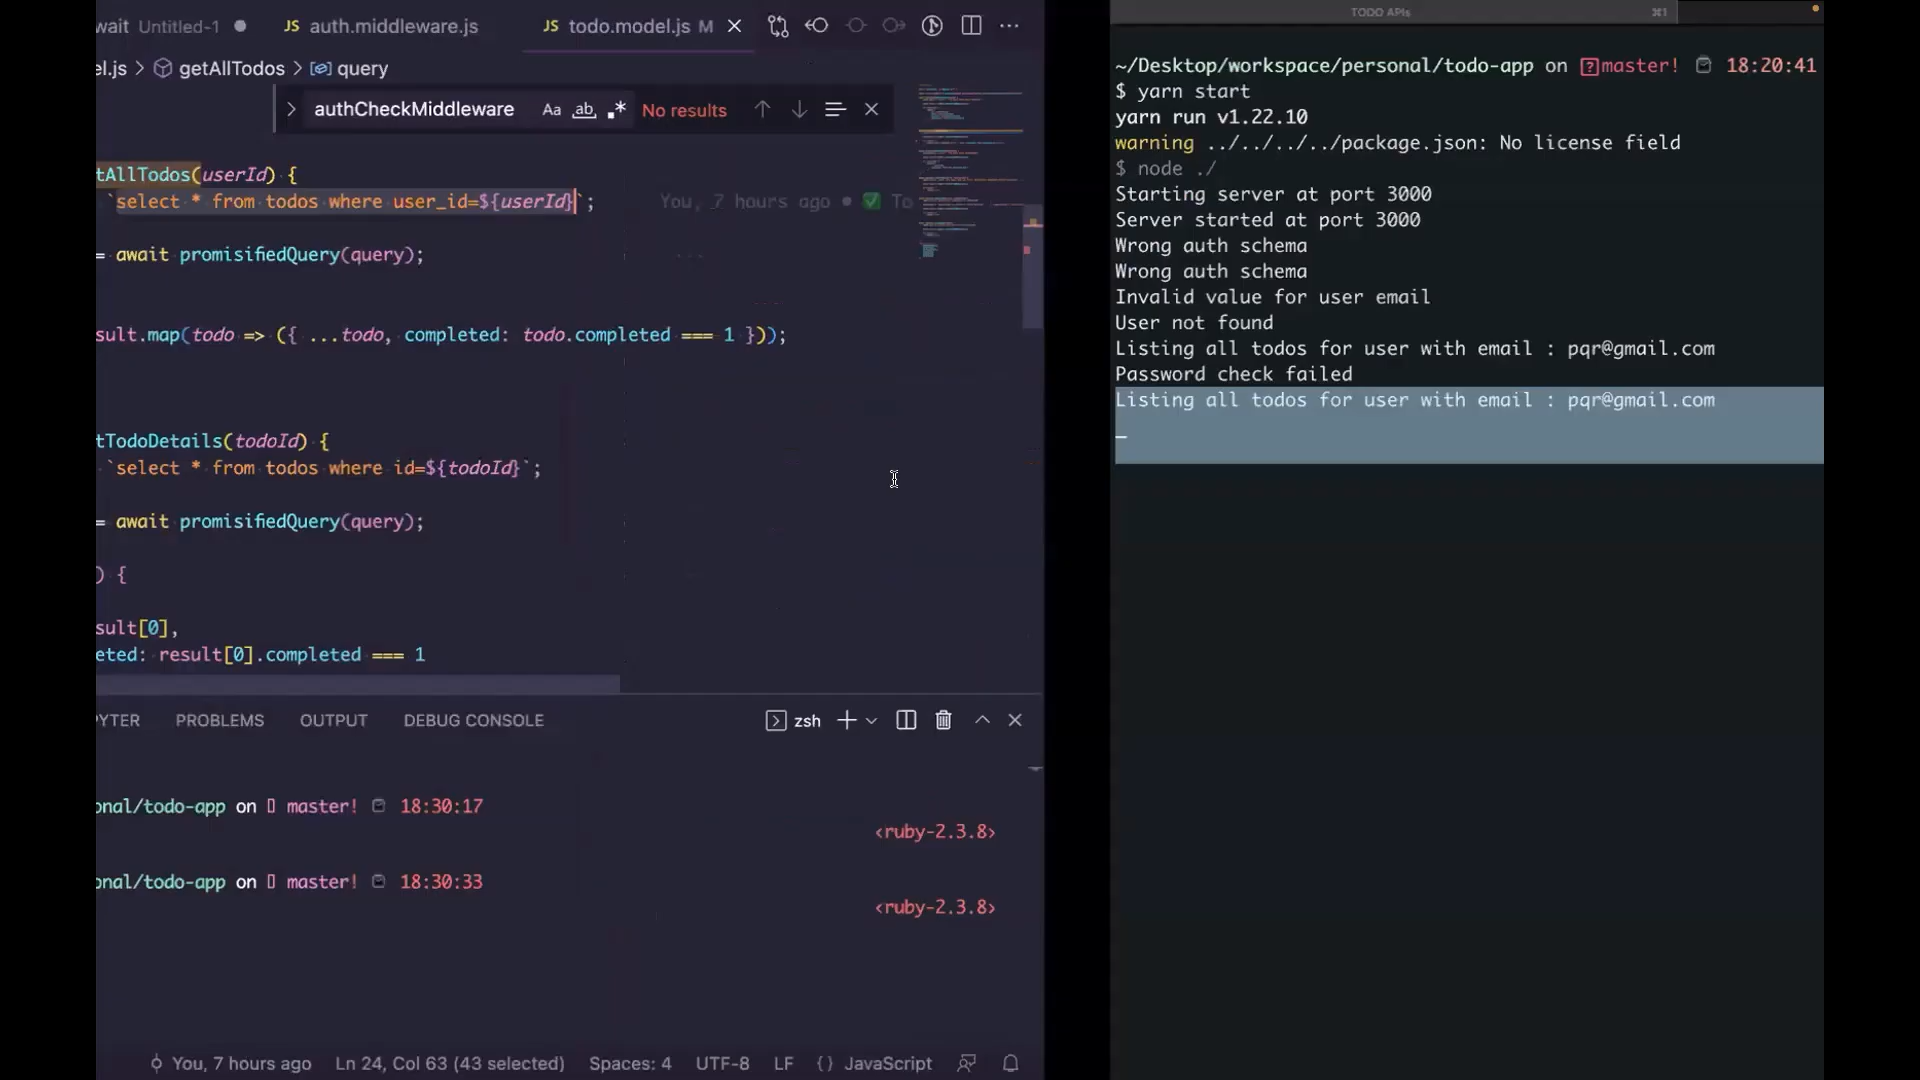 wait Untitled-1 ● JS auth.middleware.js JS todo.model.js M
el.js > getAllTodos > query
authCheckMiddleware Aa ab .* No results
tAllTodos(userId) {
`select * from todos where user_id=${userId}`; You, 7 hours ago • ✅ To
= await promisifiedQuery(query);
sult.map(todo => ({ ...todo, completed: todo.completed === 1 }));
tTodoDetails(todoId) {
`select * from todos where id=${todoId}`;
= await promisifiedQuery(query);
) {
sult[0],
eted: result[0].completed === 1
PYTER PROBLEMS OUTPUT DEBUG CONSOLE zsh
onal/todo-app on master! 18:30:17
<ruby-2.3.8>
onal/todo-app on master! 18:30:33
<ruby-2.3.8>
You, 7 hours ago Ln 24, Col 63 (43 selected) Spaces: 4 UTF-8 LF {} JavaScript
TODO APIs ⌘1
~/Desktop/workspace/personal/todo-app on master! 18:20:41
$ yarn start
yarn run v1.22.10
warning ../../../../package.json: No license field
$ node ./
Starting server at port 3000
Server started at port 3000
Wrong auth schema
Wrong auth schema
Invalid value for user email
User not found
Listing all todos for user with email : pqr@gmail.com
Password check failed
Listing all todos for user with email : pqr@gmail.com